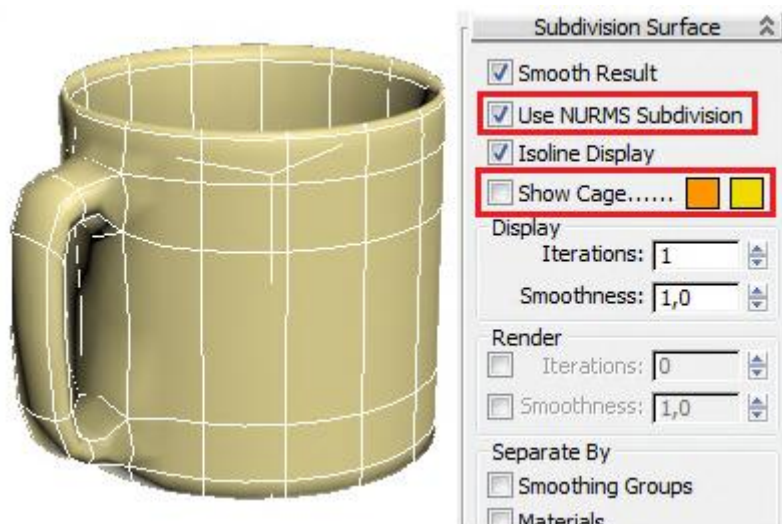 Subdivision Surface
Smooth Result
Use NURMS Subdivision
Isoline Display
Show Cage......
Display
Iterations: 1
Smoothness: 1,0
Render
Iterations: 0
Smoothness: 1,0
Separate By
Smoothing Groups
Materials